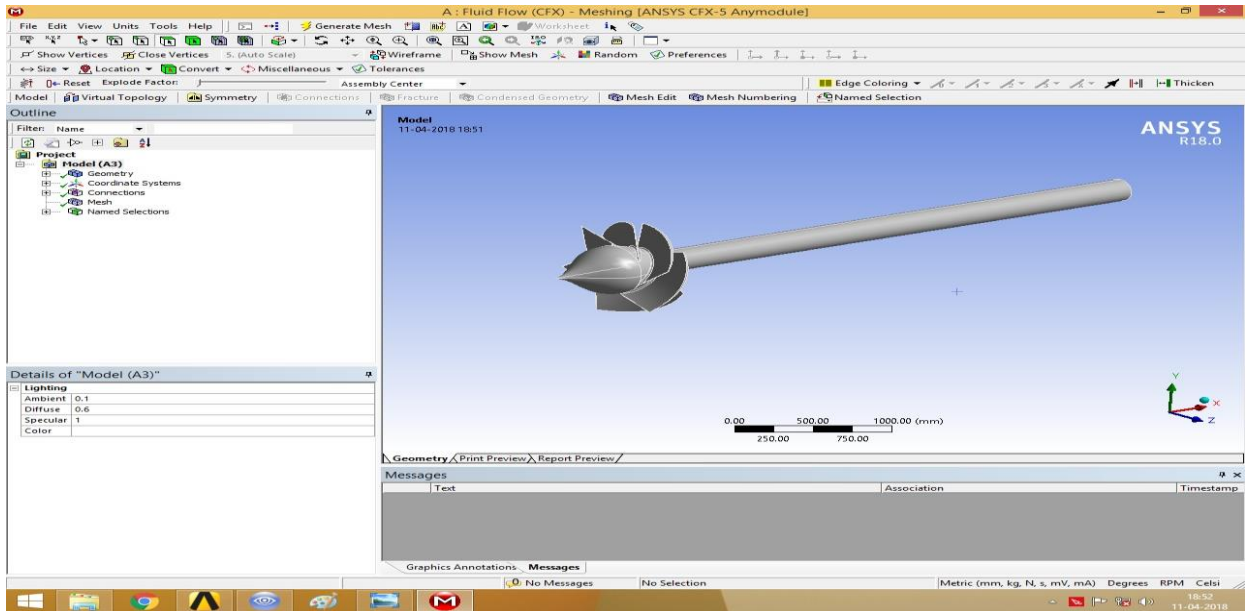 A : Fluid Flow (CFX) - Meshing [ANSYS CFX-5 Anymodule]
File Edit View Units Tools Help Generate Mesh A Worksheet
Show Vertices Close Vertices 5. (Auto Scale) Wireframe Show Mesh Random Preferences
Size Location Convert Miscellaneous Tolerances
Reset Explode Factor: Assembly Center Edge Coloring Thicken
Model Virtual Topology Symmetry Connections Fracture Condensed Geometry Mesh Edit Mesh Numbering Named Selection
Outline
Filter: Name
Project
Model (A3)
Geometry
Coordinate Systems
Connections
Mesh
Named Selections
Details of "Model (A3)"
Lighting
Ambient 0.1
Diffuse 0.6
Specular 1
Color
Model
11-04-2018 18:51
ANSYS
R18.0
Y
X
Z
0.00 500.00 1000.00 (mm)
250.00 750.00
Geometry Print Preview Report Preview
Messages
Text Association Timestamp
Graphics Annotations Messages
No Messages No Selection Metric (mm, kg, N, s, mV, mA) Degrees RPM Celsi
18:52
11-04-2018